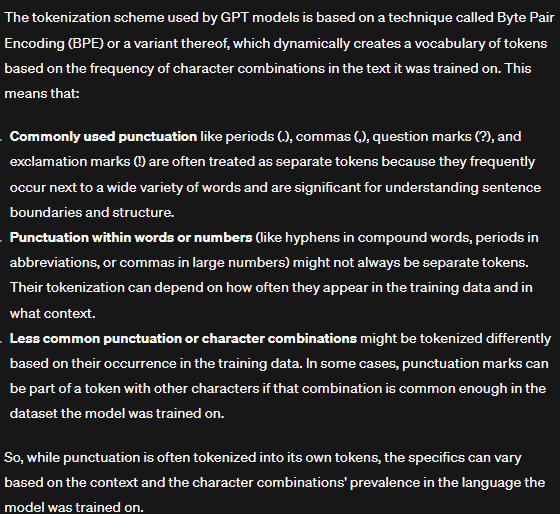 The tokenization scheme used by GPT models is based on a technique called Byte Pair
Encoding (BPE) or a variant thereof, which dynamically creates a vocabulary of tokens
based on the frequency of character combinations in the text it was trained on. This
means that:
Commonly used punctuation like periods (.), commas (,), question marks (?), and
exclamation marks (!) are often treated as separate tokens because they frequently
occur next to a wide variety of words and are significant for understanding sentence
boundaries and structure.
Punctuation within words or numbers (like hyphens in compound words, periods in
abbreviations, or commas in large numbers) might not always be separate tokens.
Their tokenization can depend on how often they appear in the training data and in
what context.
Less common punctuation or character combinations might be tokenized differently
based on their occurrence in the training data. In some cases, punctuation marks can
be part of a token with other characters if that combination is common enough in the
dataset the model was trained on.
So, while punctuation is often tokenized into its own tokens, the specifics can vary
based on the context and the character combinations' prevalence in the language the
model was trained on.